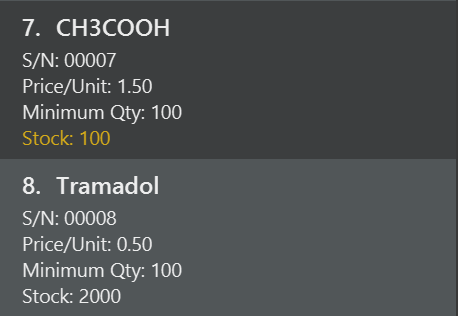 7. CH3COOH
S/N: 00007
Price/Unit: 1.50
Minimum Qty: 100
Stock: 100
8. Tramadol
S/N: 00008
Price/Unit: 0.50
Minimum Qty: 100
Stock: 2000